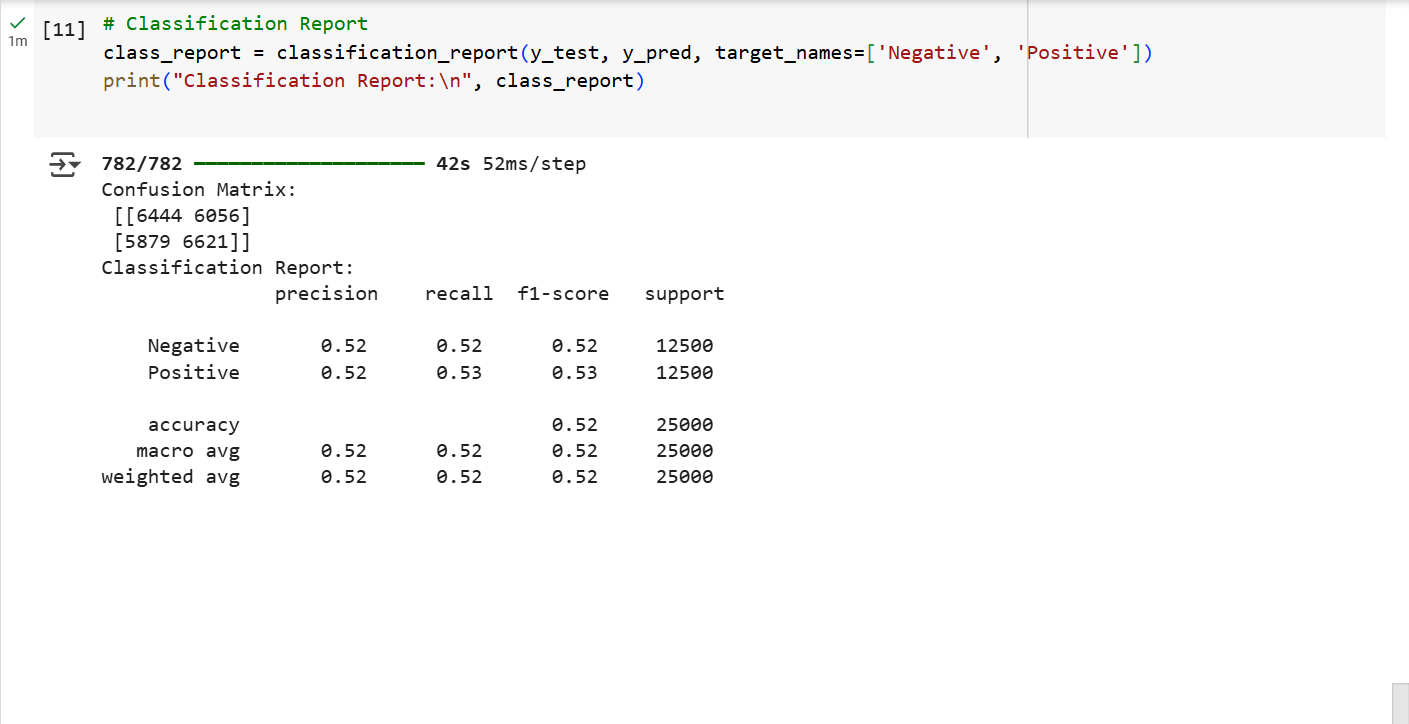 [11] # Classification Report
1m
class_report = classification_report(y_test, y_pred, target_names=['Negative', 'Positive'])
print("Classification Report:\n", class_report)
782/782 ━━━━━━━━━━━━━━━━━━━━ 42s 52ms/step
Confusion Matrix:
[[6444 6056]
[5879 6621]]
Classification Report:
precision recall f1-score support
Negative 0.52 0.52 0.52 12500
Positive 0.52 0.53 0.53 12500
accuracy 0.52 25000
macro avg 0.52 0.52 0.52 25000
weighted avg 0.52 0.52 0.52 25000